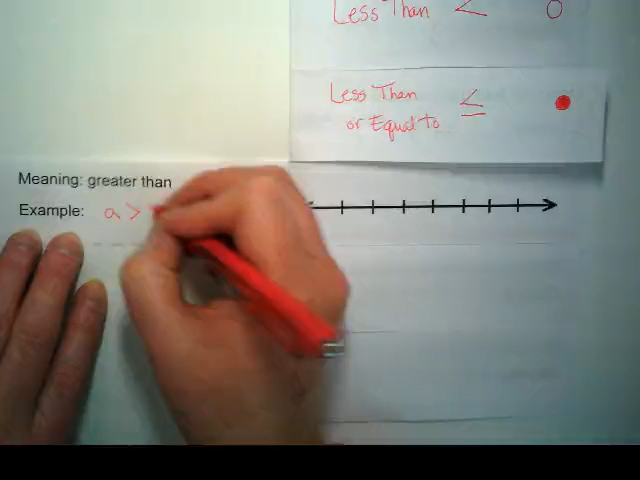 Less Than <
Less Than
or Equal to ≤
Meaning: greater than
Example: a >